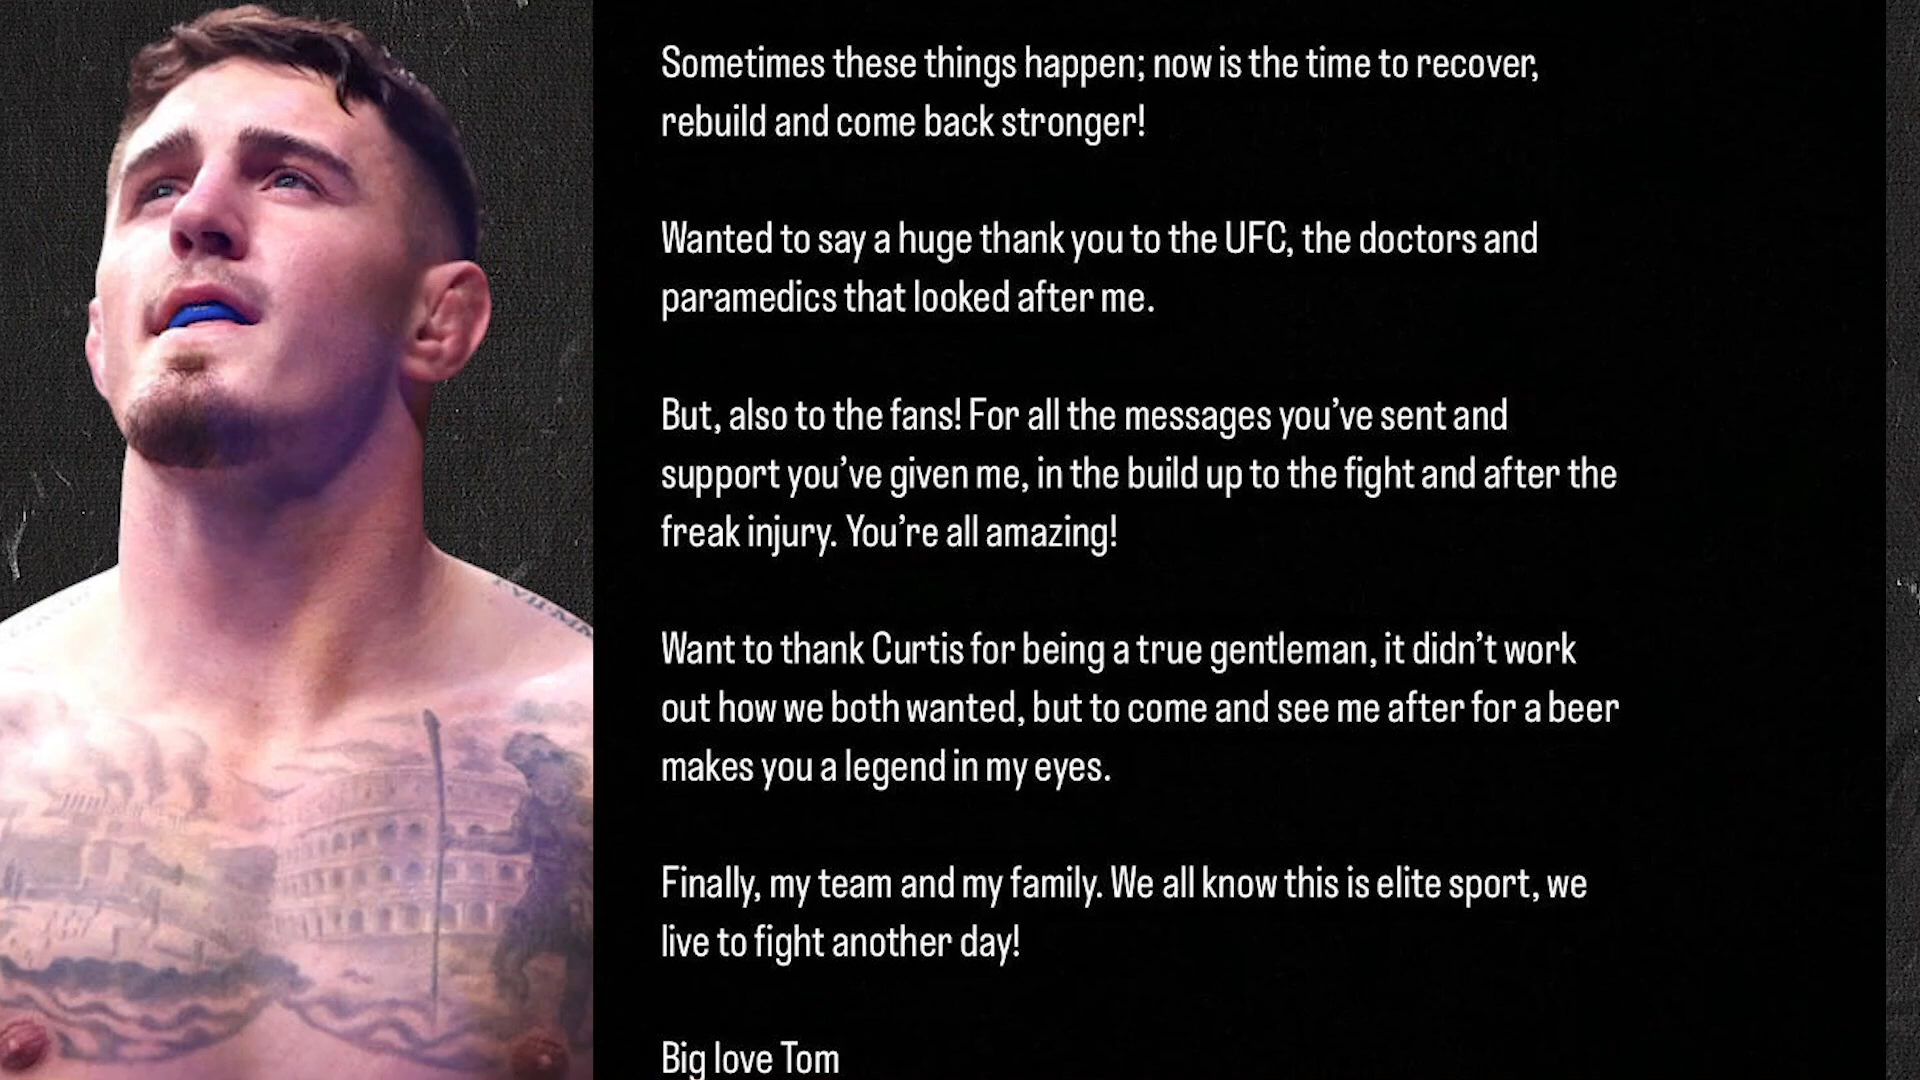 Sometimes these things happen; now is the time to recover,
rebuild and come back stronger!
Wanted to say a huge thank you to the UFC, the doctors and
paramedics that looked after me.
But, also to the fans! For all the messages you’ve sent and
support you’ve given me, in the build up to the fight and after the
freak injury. You’re all amazing!
Want to thank Curtis for being a true gentleman, it didn’t work
out how we both wanted, but to come and see me after for a beer
makes you a legend in my eyes.
Finally, my team and my family. We all know this is elite sport, we
live to fight another day!
Big love Tom